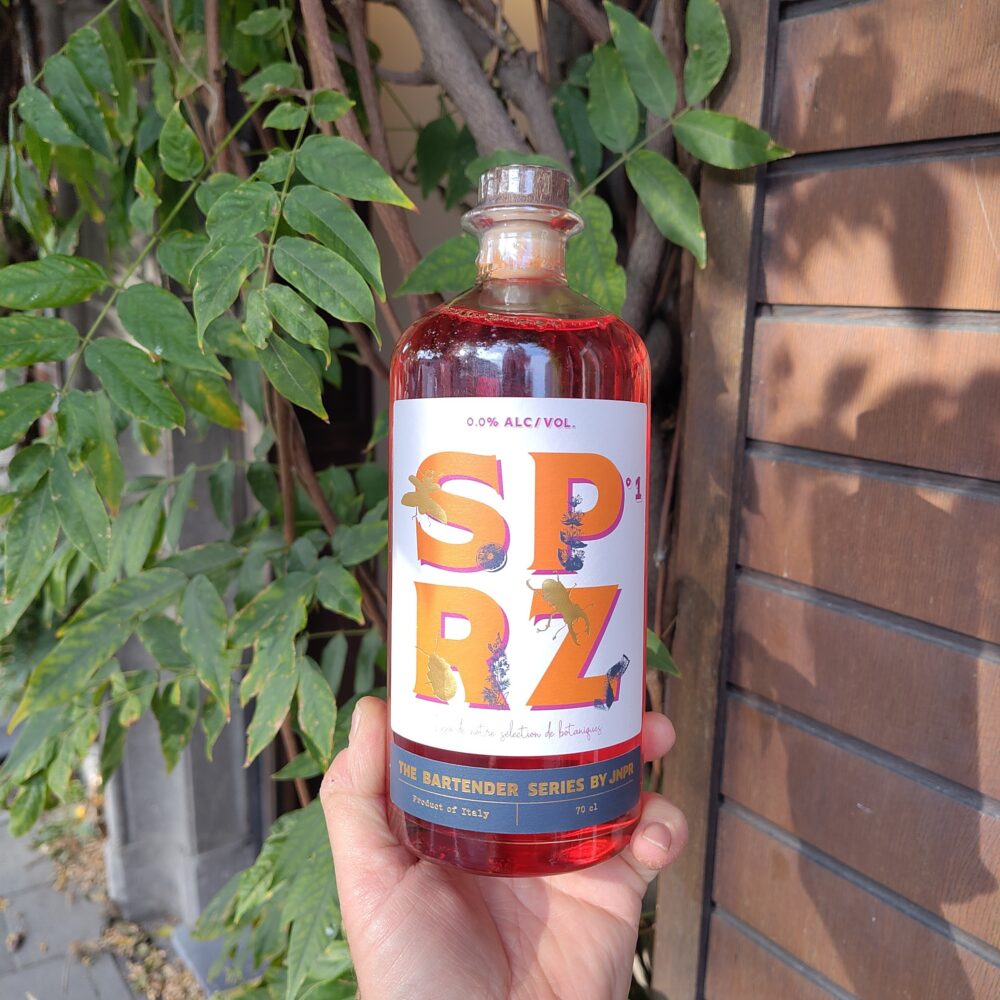 0.0% ALC/VOL.
SP°1
RZ
de notre sélection de botaniques
THE BARTENDER SERIES BY JNPR
Product of Italy 70 cl